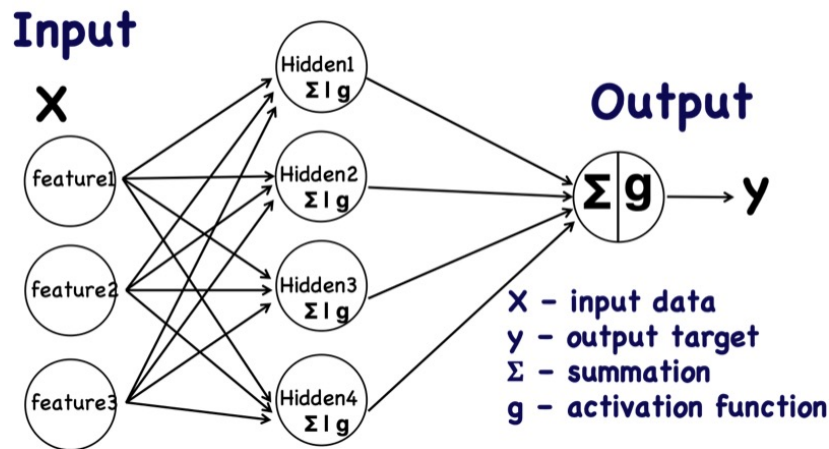 Input
X
feature1
feature2
feature3
Hidden1
Σ | g
Hidden2
Σ | g
Hidden3
Σ | g
Hidden4
Σ | g
Output
Σ | g
y
X - input data
y - output target
Σ - summation
g - activation function